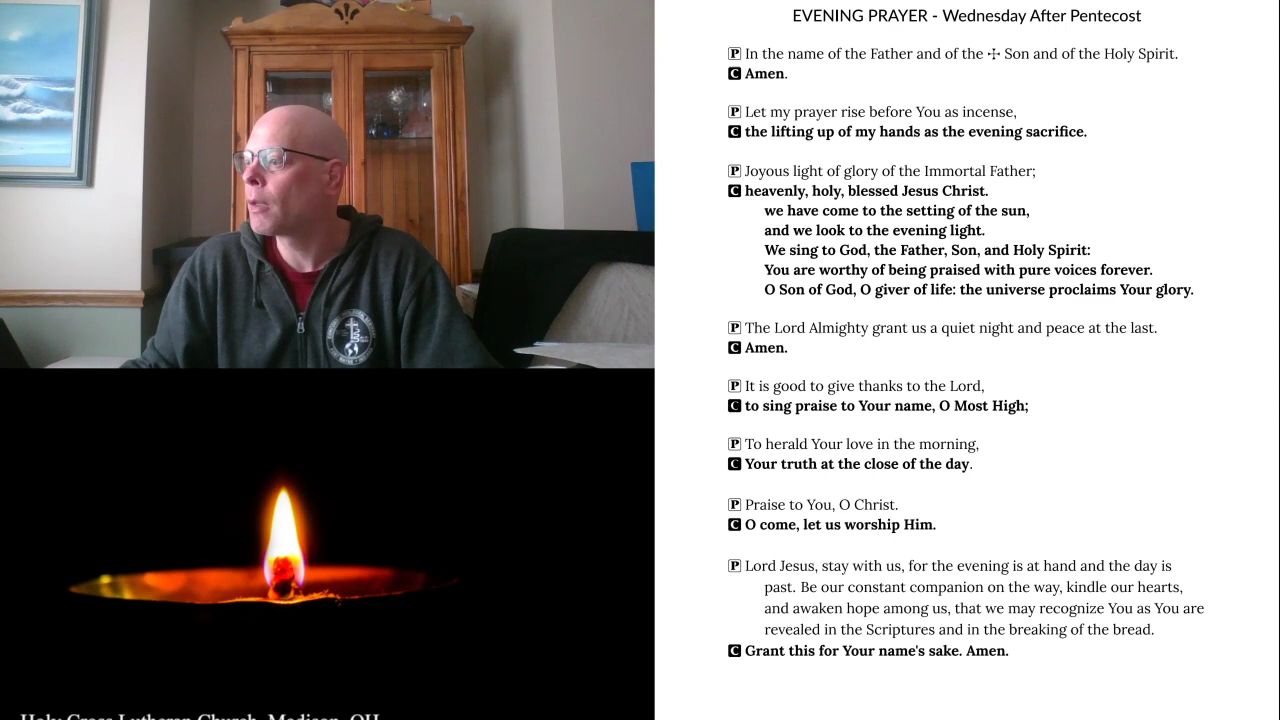 EVENING PRAYER - Wednesday After Pentecost
P In the name of the Father and of the ☩ Son and of the Holy Spirit.
C Amen.
P Let my prayer rise before You as incense,
C the lifting up of my hands as the evening sacrifice.
P Joyous light of glory of the Immortal Father;
C heavenly, holy, blessed Jesus Christ.
we have come to the setting of the sun,
and we look to the evening light.
We sing to God, the Father, Son, and Holy Spirit:
You are worthy of being praised with pure voices forever.
O Son of God, O giver of life: the universe proclaims Your glory.
P The Lord Almighty grant us a quiet night and peace at the last.
C Amen.
P It is good to give thanks to the Lord,
C to sing praise to Your name, O Most High;
P To herald Your love in the morning,
C Your truth at the close of the day.
P Praise to You, O Christ.
C O come, let us worship Him.
P Lord Jesus, stay with us, for the evening is at hand and the day is
past. Be our constant companion on the way, kindle our hearts,
and awaken hope among us, that we may recognize You as You are
revealed in the Scriptures and in the breaking of the bread.
C Grant this for Your name's sake. Amen.
Holy Cross Lutheran Church, Madison, OH